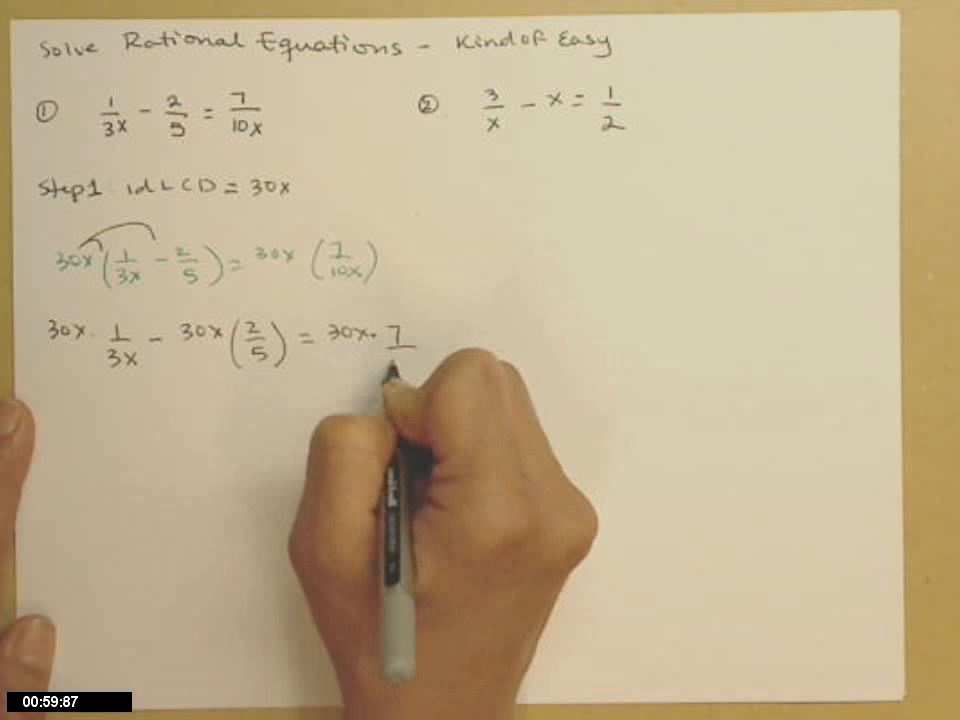 Solve Rational Equations - Kind of Easy
① 1/3x - 2/5 = 7/10x
② 3/x - x = 1/2
Step 1 id LCD = 30x
30x (1/3x - 2/5) = 30x (7/10x)
30x · 1/3x - 30x (2/5) = 30x · 7/
00:59:87